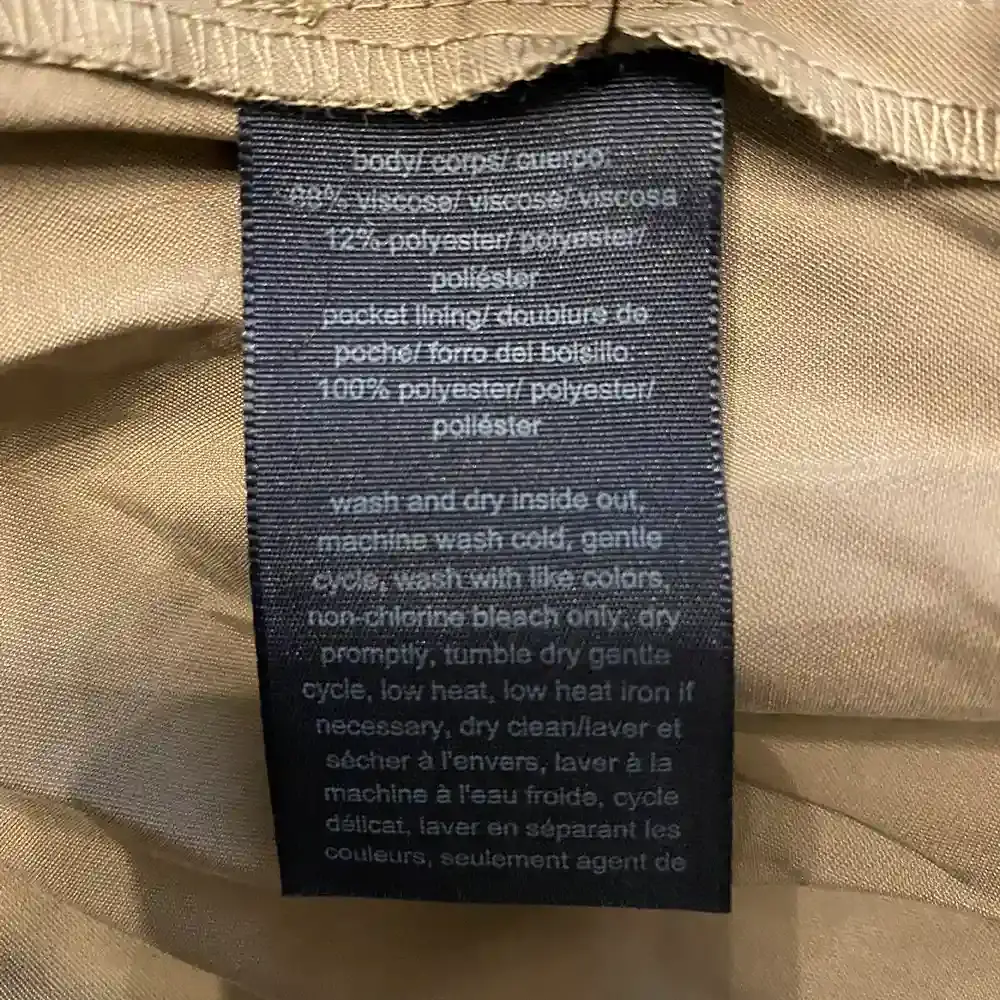 body/ corps/ cuerpo:
88% viscose/ viscose/ viscosa
12% polyester/ polyester/
poliéster
pocket lining/ doublure de
poche/ forro del bolsillo:
100% polyester/ polyester/
poliéster
wash and dry inside out,
machine wash cold, gentle
cycle, wash with like colors,
non-chlorine bleach only, dry
promptly, tumble dry gentle
cycle, low heat, low heat iron if
necessary, dry clean/laver et
sécher à l'envers, laver à la
machine à l'eau froide, cycle
délicat, laver en séparant les
couleurs, seulement agent de